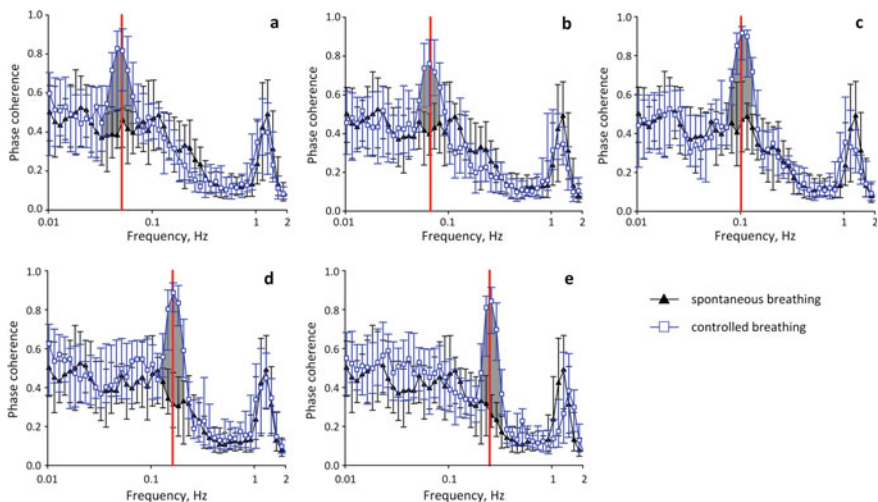 a
1.0
0.8
0.6
0.4
0.2
0.0
Phase coherence
0.01 0.1 1 2
Frequency, Hz
b
1.0
0.8
0.6
0.4
0.2
0.0
Phase coherence
0.01 0.1 1 2
Frequency, Hz
c
1.0
0.8
0.6
0.4
0.2
0.0
Phase coherence
0.01 0.1 1 2
Frequency, Hz
d
1.0
0.8
0.6
0.4
0.2
0.0
Phase coherence
0.01 0.1 1 2
Frequency, Hz
e
1.0
0.8
0.6
0.4
0.2
0.0
Phase coherence
0.01 0.1 1 2
Frequency, Hz
spontaneous breathing
controlled breathing